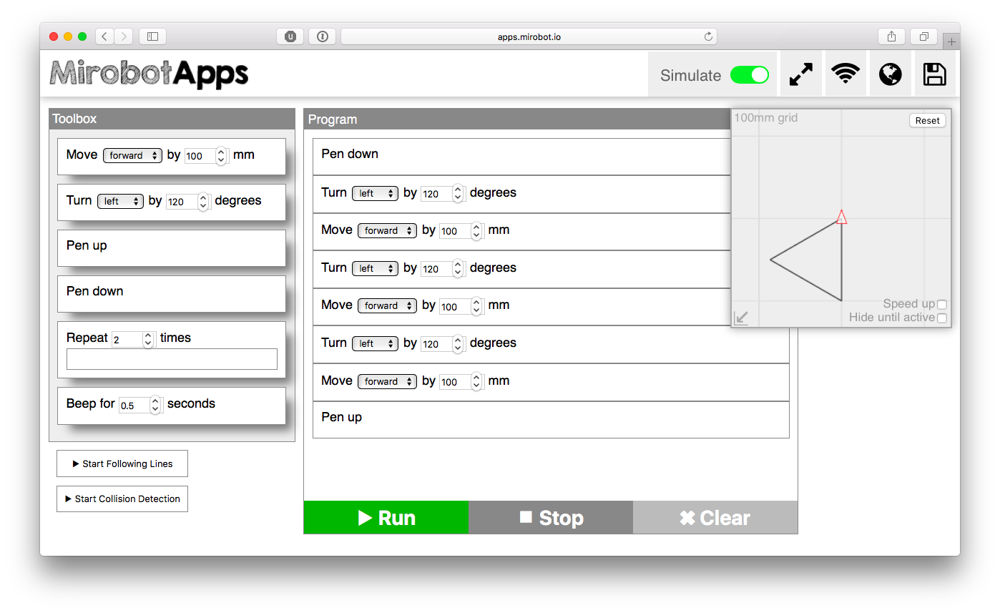 apps.mirobot.io
MirobotApps
Simulate
Toolbox
Move forward by 100 mm
Turn left by 120 degrees
Pen up
Pen down
Repeat 2 times
Beep for 0.5 seconds
Start Following Lines
Start Collision Detection
Program
Pen down
Turn left by 120 degrees
Move forward by 100 mm
Turn left by 120 degrees
Move forward by 100 mm
Turn left by 120 degrees
Move forward by 100 mm
Pen up
Run
Stop
Clear
100mm grid
Reset
Speed up
Hide until active